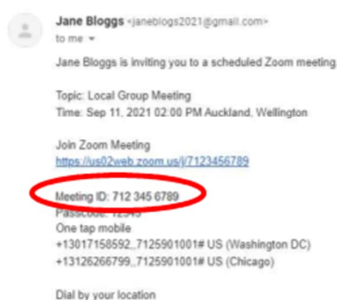 Jane Bloggs <janeblogs2021@gmail.com>
to me
Jane Bloggs is inviting you to a scheduled Zoom meeting
Topic: Local Group Meeting
Time: Sep 11, 2021 02:00 PM Auckland, Wellington
Join Zoom Meeting
https://us02web.zoom.us/j/7123456789
Meeting ID: 712 345 6789
Passcode: 12345
One tap mobile
+13017158592,,7125901001# US (Washington DC)
+13126266799,,7125901001# US (Chicago)
Dial by your location